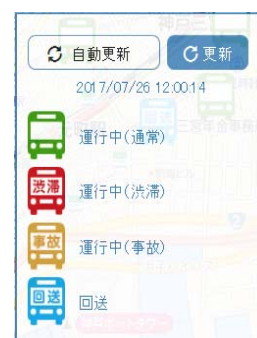 自動更新 更新
2017/07/26 12:00:14
運行中(通常)
渋滞 運行中(渋滞)
事故 運行中(事故)
回送 回送